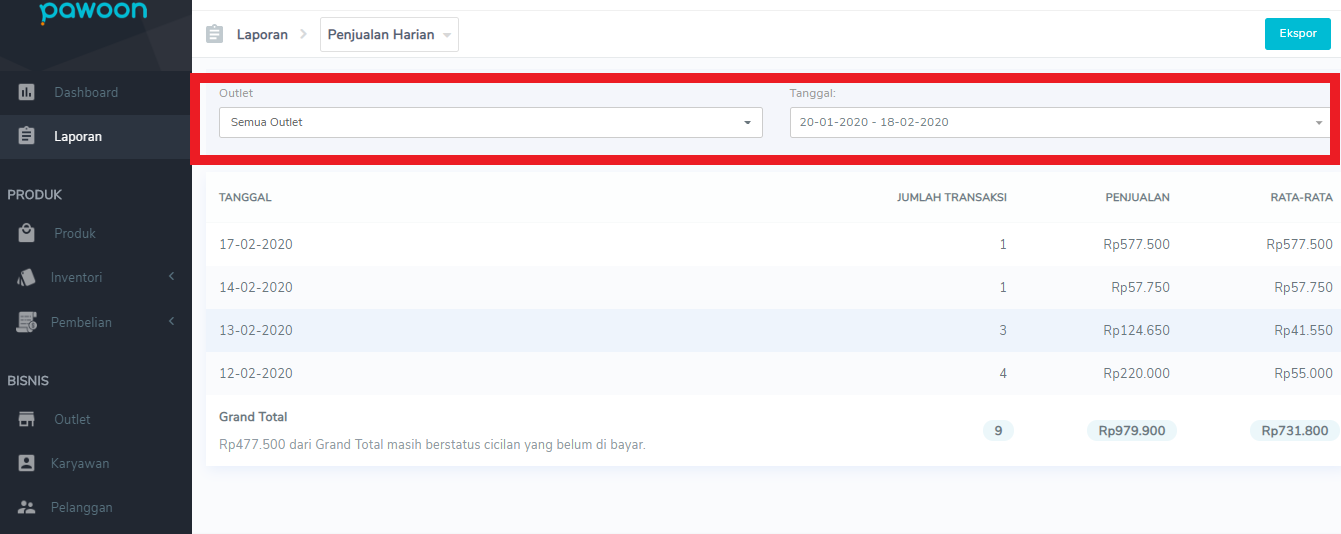 pawoon
Laporan > Penjualan Harian
Ekspor
Dashboard
Laporan
PRODUK
Produk
Inventori
Pembelian
BISNIS
Outlet
Karyawan
Pelanggan
Outlet Tanggal:
Semua Outlet 20-01-2020 - 18-02-2020
TANGGAL JUMLAH TRANSAKSI PENJUALAN RATA-RATA
17-02-2020 1 Rp577.500 Rp577.500
14-02-2020 1 Rp57.750 Rp57.750
13-02-2020 3 Rp124.650 Rp41.550
12-02-2020 4 Rp220.000 Rp55.000
Grand Total 9 Rp979.900 Rp731.800
Rp477.500 dari Grand Total masih berstatus cicilan yang belum di bayar.